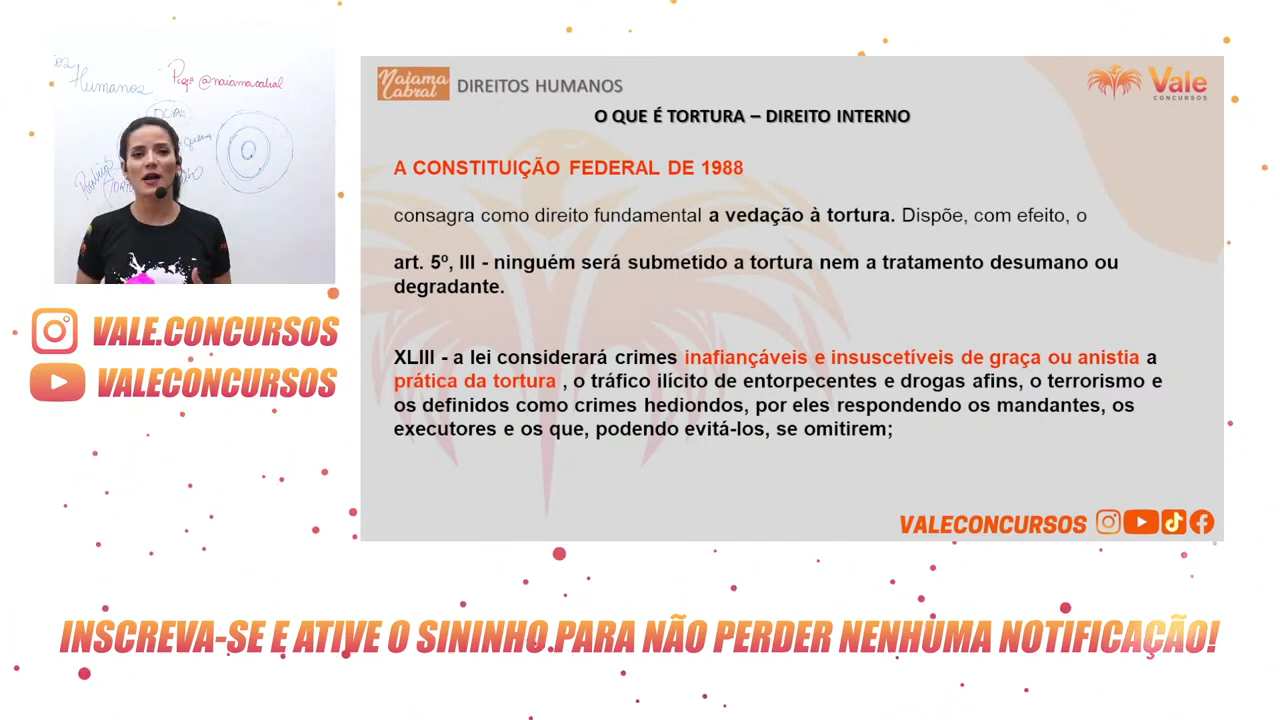 Humanos
Profª @naiamacabral
DUDH
VALE.CONCURSOS
VALECONCURSOS
Naiama
Cabral
DIREITOS HUMANOS
Vale
CONCURSOS
O QUE É TORTURA – DIREITO INTERNO
A CONSTITUIÇÃO FEDERAL DE 1988
consagra como direito fundamental a vedação à tortura. Dispõe, com efeito, o
art. 5º, III - ninguém será submetido a tortura nem a tratamento desumano ou
degradante.
XLIII - a lei considerará crimes inafiançáveis e insuscetíveis de graça ou anistia a
prática da tortura , o tráfico ilícito de entorpecentes e drogas afins, o terrorismo e
os definidos como crimes hediondos, por eles respondendo os mandantes, os
executores e os que, podendo evitá-los, se omitirem;
VALECONCURSOS
INSCREVA-SE E ATIVE O SININHO PARA NÃO PERDER NENHUMA NOTIFICAÇÃO!